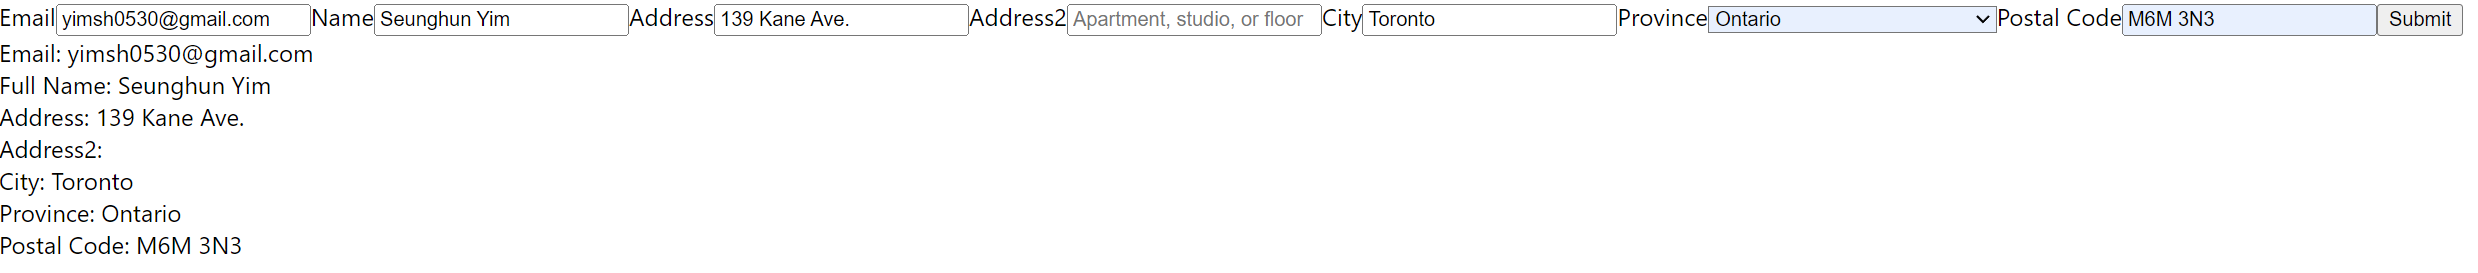 Email yimsh0530@gmail.com Name Seunghun Yim Address 139 Kane Ave. Address2 Apartment, studio, or floor City Toronto Province Ontario Postal Code M6M 3N3 Submit
Email: yimsh0530@gmail.com
Full Name: Seunghun Yim
Address: 139 Kane Ave.
Address2:
City: Toronto
Province: Ontario
Postal Code: M6M 3N3